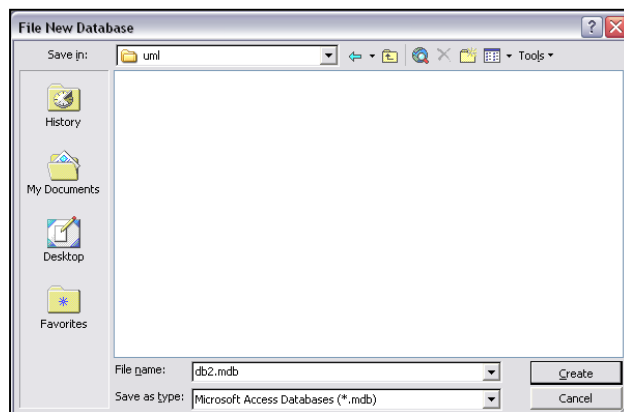 File New Database
Save in: uml Tools
History
My Documents
Desktop
Favorites
File name: db2.mdb Create
Save as type: Microsoft Access Databases (*.mdb) Cancel